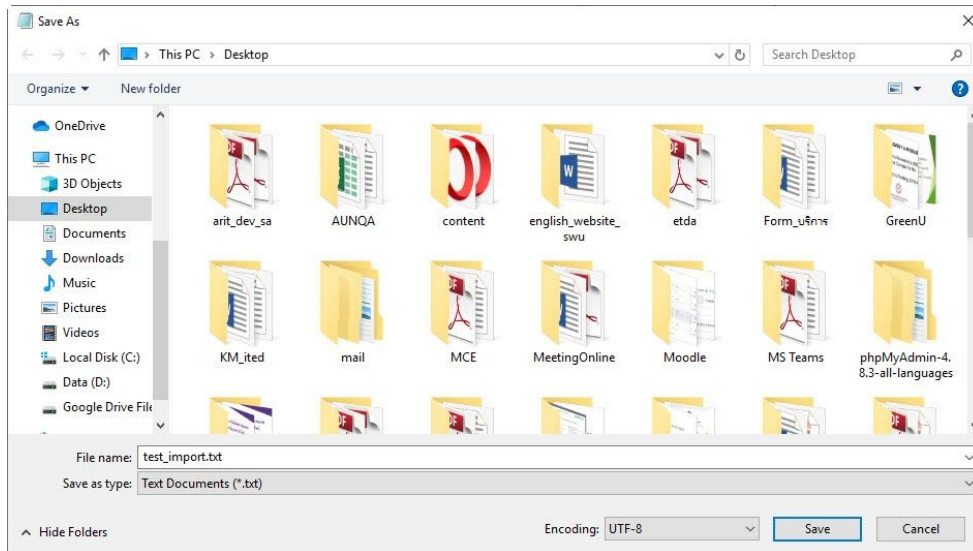 Save As
This PC > Desktop
Search Desktop
Organize
New folder
OneDrive
This PC
3D Objects
Desktop
Documents
Downloads
Music
Pictures
Videos
Local Disk (C:)
Data (D:)
Google Drive File
arit_dev_sa
AUNQA
content
english_website_
swu
etda
Form_บริการ
GreenU
KM_ited
mail
MCE
MeetingOnline
Moodle
MS Teams
phpMyAdmin-4.
8.3-all-languages
File name: test_import.txt
Save as type: Text Documents (*.txt)
Hide Folders
Encoding: UTF-8
Save
Cancel